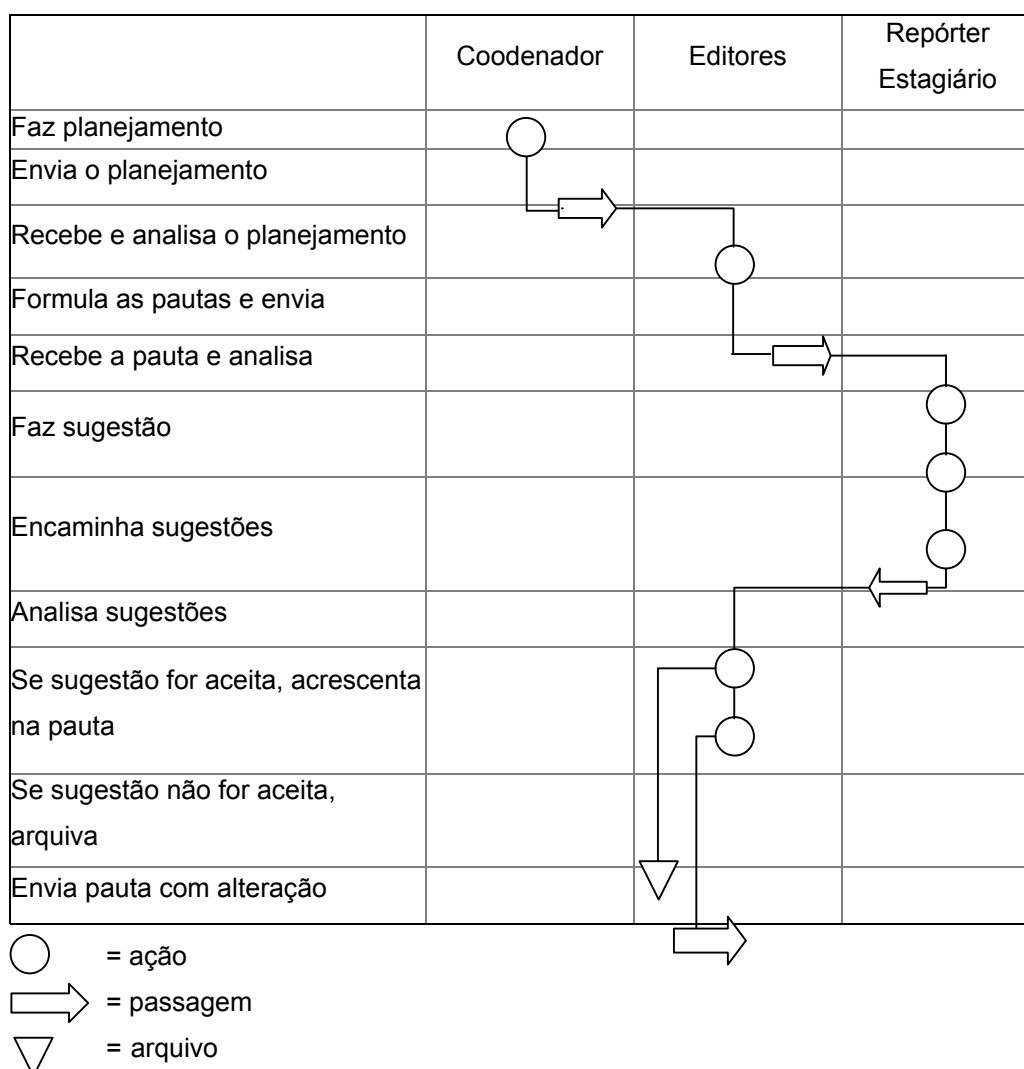 Coodenador
Editores
Repórter
Estagiário
Faz planejamento
Envia o planejamento
Recebe e analisa o planejamento
Formula as pautas e envia
Recebe a pauta e analisa
Faz sugestão
Encaminha sugestões
Analisa sugestões
Se sugestão for aceita, acrescenta
na pauta
Se sugestão não for aceita,
arquiva
Envia pauta com alteração
= ação
= passagem
= arquivo